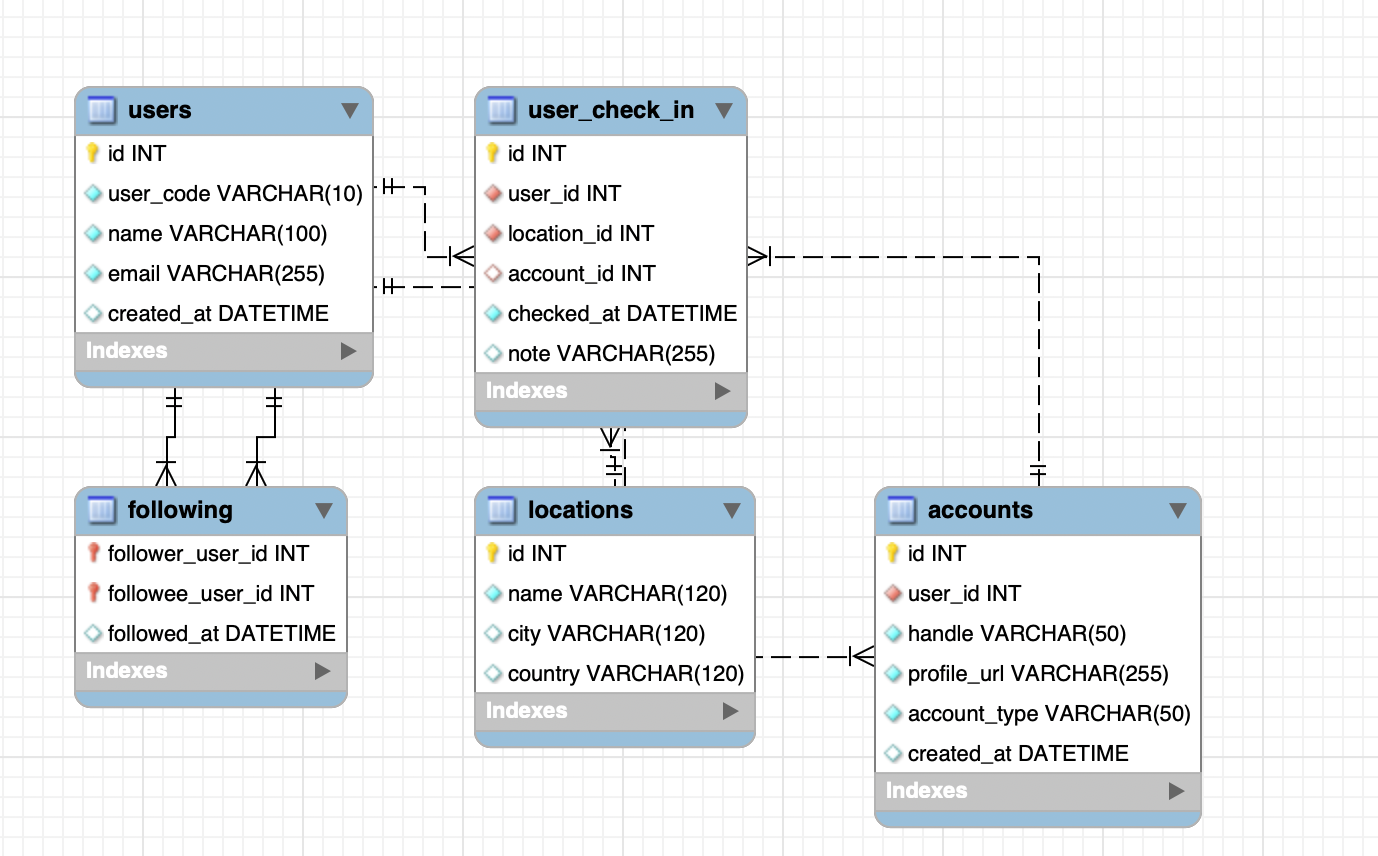 users
id INT
user_code VARCHAR(10)
name VARCHAR(100)
email VARCHAR(255)
created_at DATETIME
Indexes
user_check_in
id INT
user_id INT
location_id INT
account_id INT
checked_at DATETIME
note VARCHAR(255)
Indexes
following
follower_user_id INT
followee_user_id INT
followed_at DATETIME
Indexes
locations
id INT
name VARCHAR(120)
city VARCHAR(120)
country VARCHAR(120)
Indexes
accounts
id INT
user_id INT
handle VARCHAR(50)
profile_url VARCHAR(255)
account_type VARCHAR(50)
created_at DATETIME
Indexes